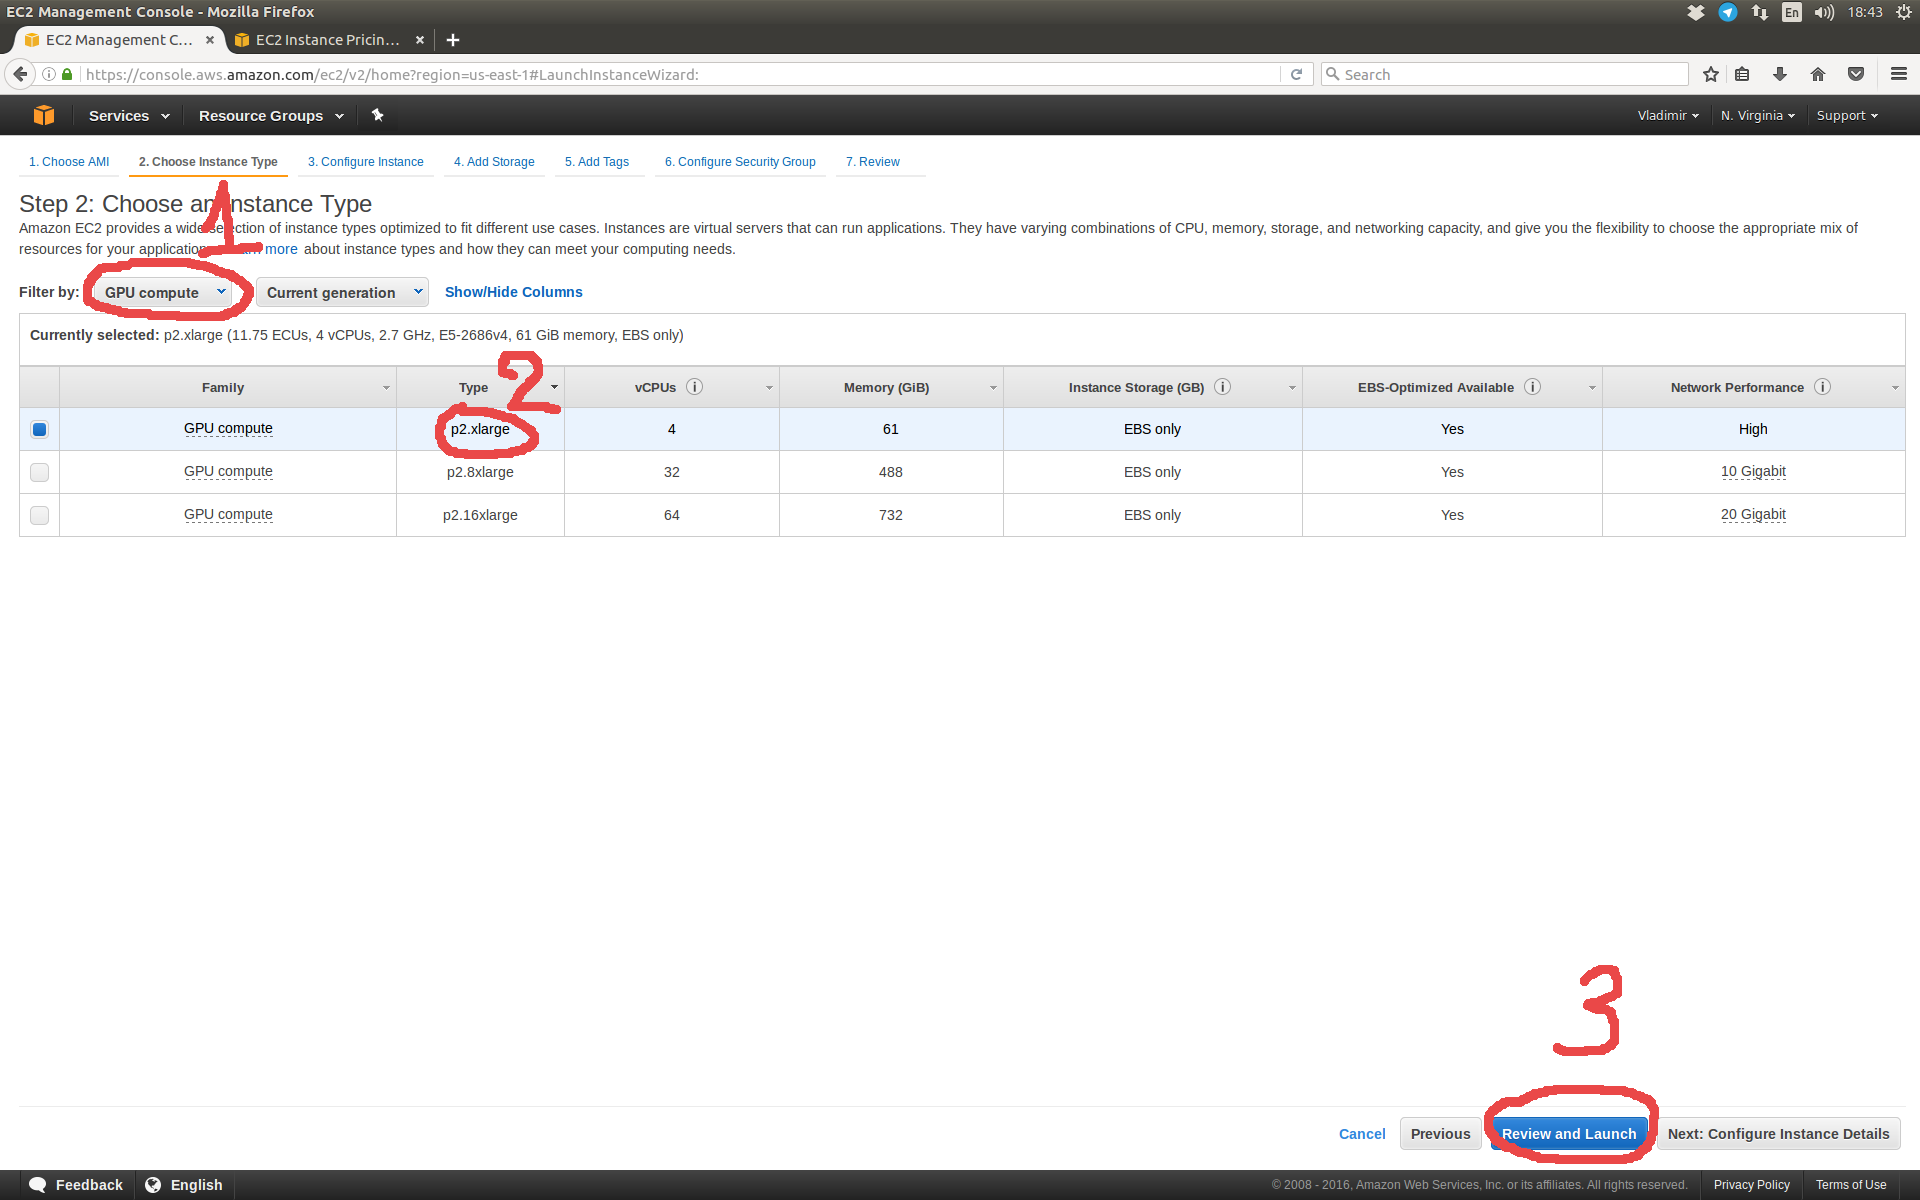 EC2 Management Console - Mozilla Firefox
En 18:43
EC2 Management C... × EC2 Instance Pricin... × +
https://console.aws.amazon.com/ec2/v2/home?region=us-east-1#LaunchInstanceWizard:
Search
Services Resource Groups Vladimir N. Virginia Support
1. Choose AMI 2. Choose Instance Type 3. Configure Instance 4. Add Storage 5. Add Tags 6. Configure Security Group 7. Review
1
Step 2: Choose an Instance Type
Amazon EC2 provides a wide selection of instance types optimized to fit different use cases. Instances are virtual servers that can run applications. They have varying combinations of CPU, memory, storage, and networking capacity, and give you the flexibility to choose the appropriate mix of
resources for your application more about instance types and how they can meet your computing needs.
Filter by: GPU compute Current generation Show/Hide Columns
Currently selected: p2.xlarge (11.75 ECUs, 4 vCPUs, 2.7 GHz, E5-2686v4, 61 GiB memory, EBS only)
2
Family Type vCPUs i Memory (GiB) Instance Storage (GB) i EBS-Optimized Available i Network Performance i
GPU compute p2.xlarge 4 61 EBS only Yes High
GPU compute p2.8xlarge 32 488 EBS only Yes 10 Gigabit
GPU compute p2.16xlarge 64 732 EBS only Yes 20 Gigabit
3
Cancel Previous Review and Launch Next: Configure Instance Details
Feedback English © 2008 - 2016, Amazon Web Services, Inc. or its affiliates. All rights reserved. Privacy Policy Terms of Use